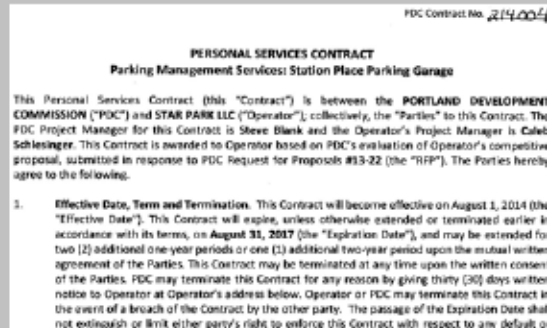 PDC Contract No. 214004
PERSONAL SERVICES CONTRACT
Parking Management Services: Station Place Parking Garage
This Personal Services Contract (this "Contract") is between the PORTLAND DEVELOPMENT
COMMISSION ("PDC") and STAR PARK LLC ("Operator"); collectively, the "Parties" to this Contract. The
PDC Project Manager for this Contract is Steve Blank and the Operator's Project Manager is Caleb
Schlesinger. This Contract is awarded to Operator based on PDC's evaluation of Operator's competitive
proposal, submitted in response to PDC Request for Proposals #13-22 (the "RFP"). The Parties hereby
agree to the following.
1. Effective Date, Term and Termination. This Contract will become effective on August 1, 2014 (the
"Effective Date"). This Contract will expire, unless otherwise extended or terminated earlier in
accordance with its terms, on August 31, 2017 (the "Expiration Date"), and may be extended for
two (2) additional one-year periods or one (1) additional two-year period upon the mutual written
agreement of the Parties. This Contract may be terminated at any time upon the written consent
of the Parties. PDC may terminate this Contract for any reason by giving thirty (30) days written
notice to Operator at Operator's address below. Operator or PDC may terminate this Contract in
the event of a breach of the Contract by the other party. The passage of the Expiration Date shall
not extinguish or limit either party's right to enforce this Contract with respect to any default or